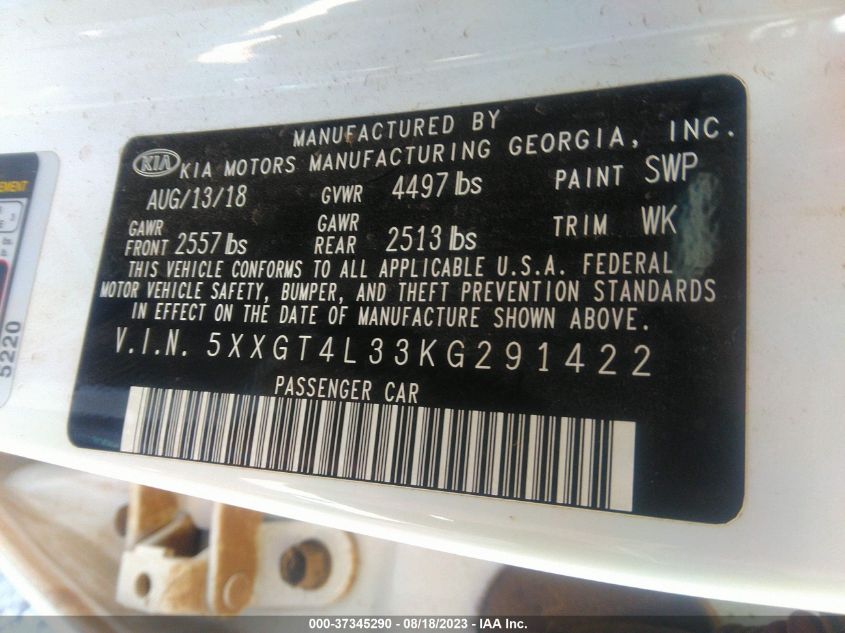 MANUFACTURED BY
KIA KIA MOTORS MANUFACTURING GEORGIA, INC.
AUG/13/18 GVWR 4497 lbs PAINT SWP
GAWR FRONT 2557 lbs GAWR REAR 2513 lbs TRIM WK
THIS VEHICLE CONFORMS TO ALL APPLICABLE U.S.A. FEDERAL
MOTOR VEHICLE SAFETY, BUMPER, AND THEFT PREVENTION STANDARDS
IN EFFECT ON THE DATE OF MANUFACTURE SHOWN ABOVE.
V.I.N. 5XXGT4L33KG291422
PASSENGER CAR
5220
000-37345290 - 08/18/2023 - IAA Inc.